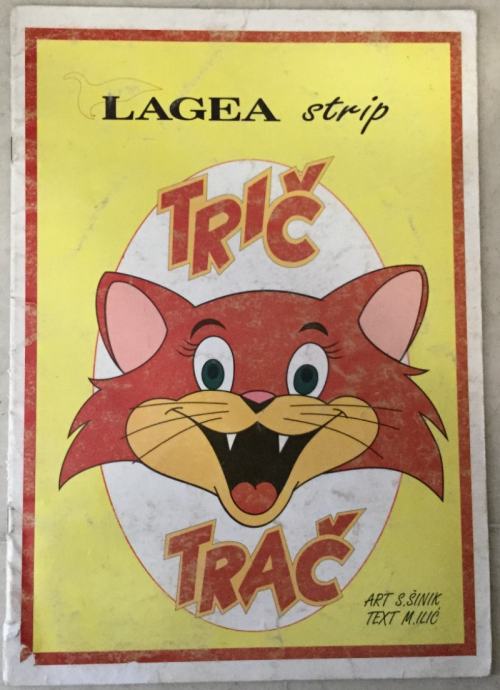 LAGEA strip
TRIČ
TRAČ
ART S.ŠINIK
TEXT M.ILIĆ